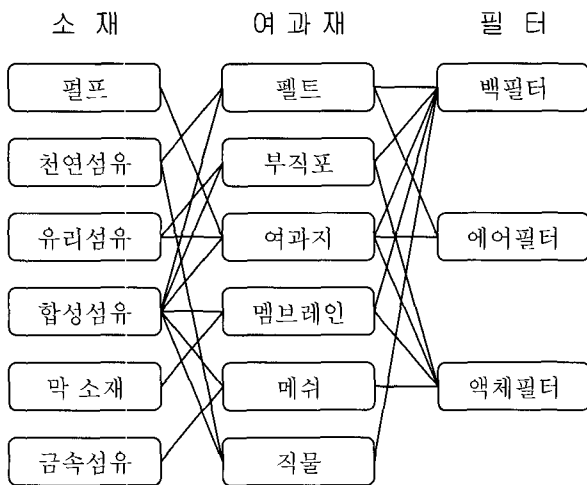 소 재 여 과 재 필 터
펄프 펠트 백필터
천연섬유 부직포
유리섬유 여과지 에어필터
합성섬유 멤브레인
막 소재 메쉬 액체필터
금속섬유 직물